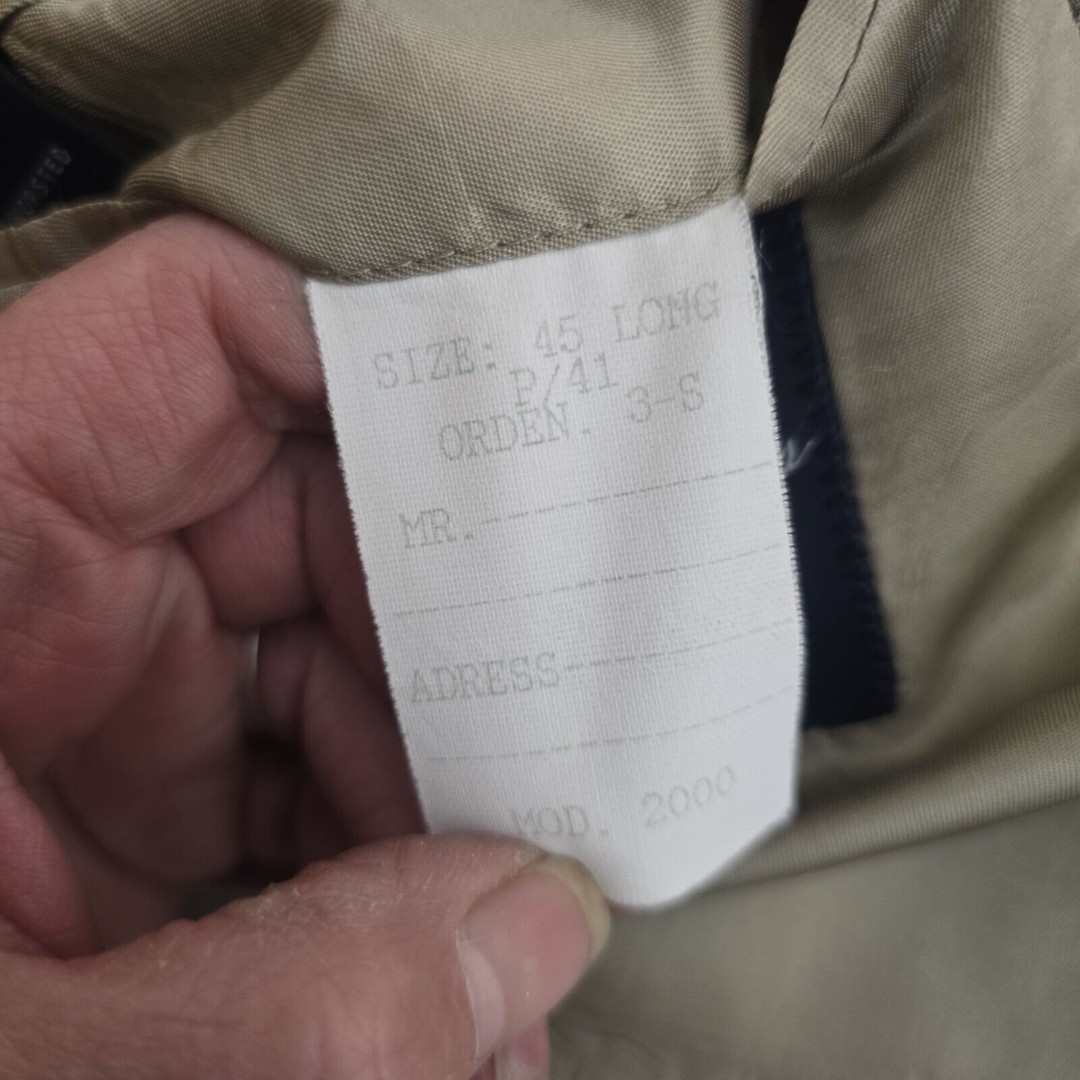 SIZE: 45 LONG
P/41
ORDEN. 3-S
MR.
ADRESS
MOD. 2000